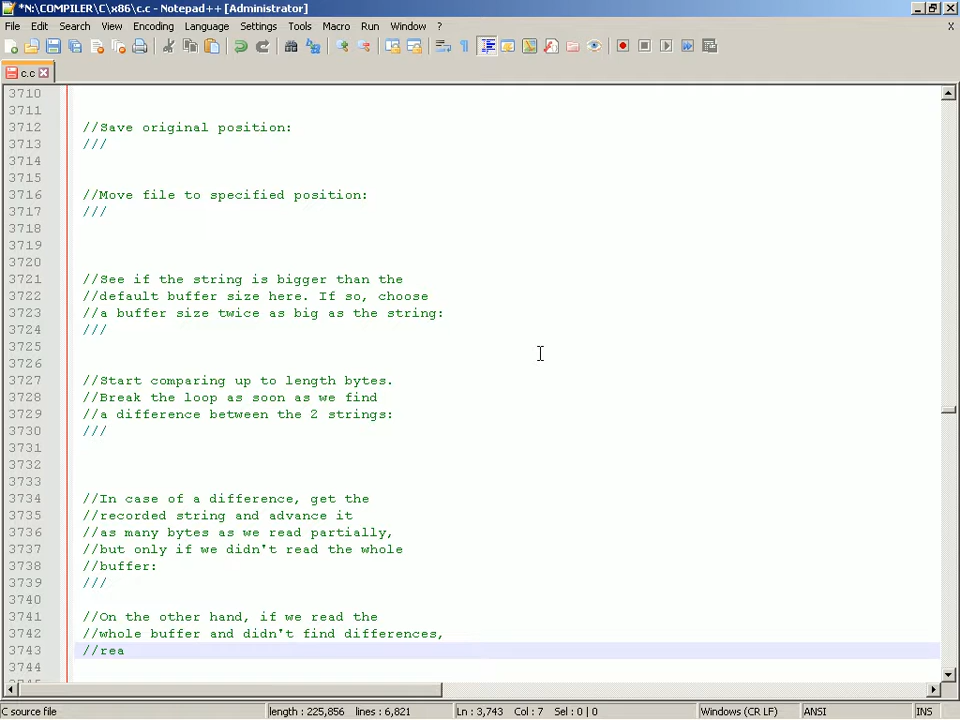 *N:\COMPILER\C\x86\c.c - Notepad++ [Administrator]
File Edit Search View Encoding Language Settings Tools Macro Run Window ? X
c.c
3710
3711
3712 //Save original position:
3713 ///
3714
3715
3716 //Move file to specified position:
3717 ///
3718
3719
3720
3721 //See if the string is bigger than the
3722 //default buffer size here. If so, choose
3723 //a buffer size twice as big as the string:
3724 ///
3725
3726
3727 //Start comparing up to length bytes.
3728 //Break the loop as soon as we find
3729 //a difference between the 2 strings:
3730 ///
3731
3732
3733
3734 //In case of a difference, get the
3735 //recorded string and advance it
3736 //as many bytes as we read partially,
3737 //but only if we didn't read the whole
3738 //buffer:
3739 ///
3740
3741 //On the other hand, if we read the
3742 //whole buffer and didn't find differences,
3743 //rea
3744
C source file length : 225,856 lines : 6,821 Ln : 3,743 Col : 7 Sel : 0 | 0 Windows (CR LF) ANSI INS